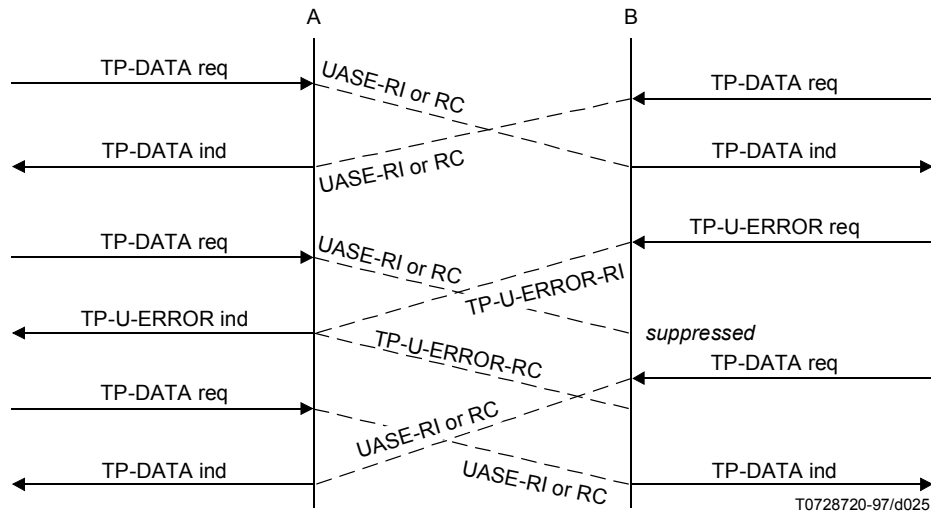 A B
TP-DATA req
UASE-RI or RC
TP-DATA req
TP-DATA ind
UASE-RI or RC
TP-DATA ind
TP-U-ERROR req
TP-DATA req
UASE-RI or RC
TP-U-ERROR-RI
TP-U-ERROR ind
suppressed
TP-U-ERROR-RC
TP-DATA req
TP-DATA req
UASE-RI or RC
TP-DATA ind
UASE-RI or RC
TP-DATA ind
T0728720-97/d025